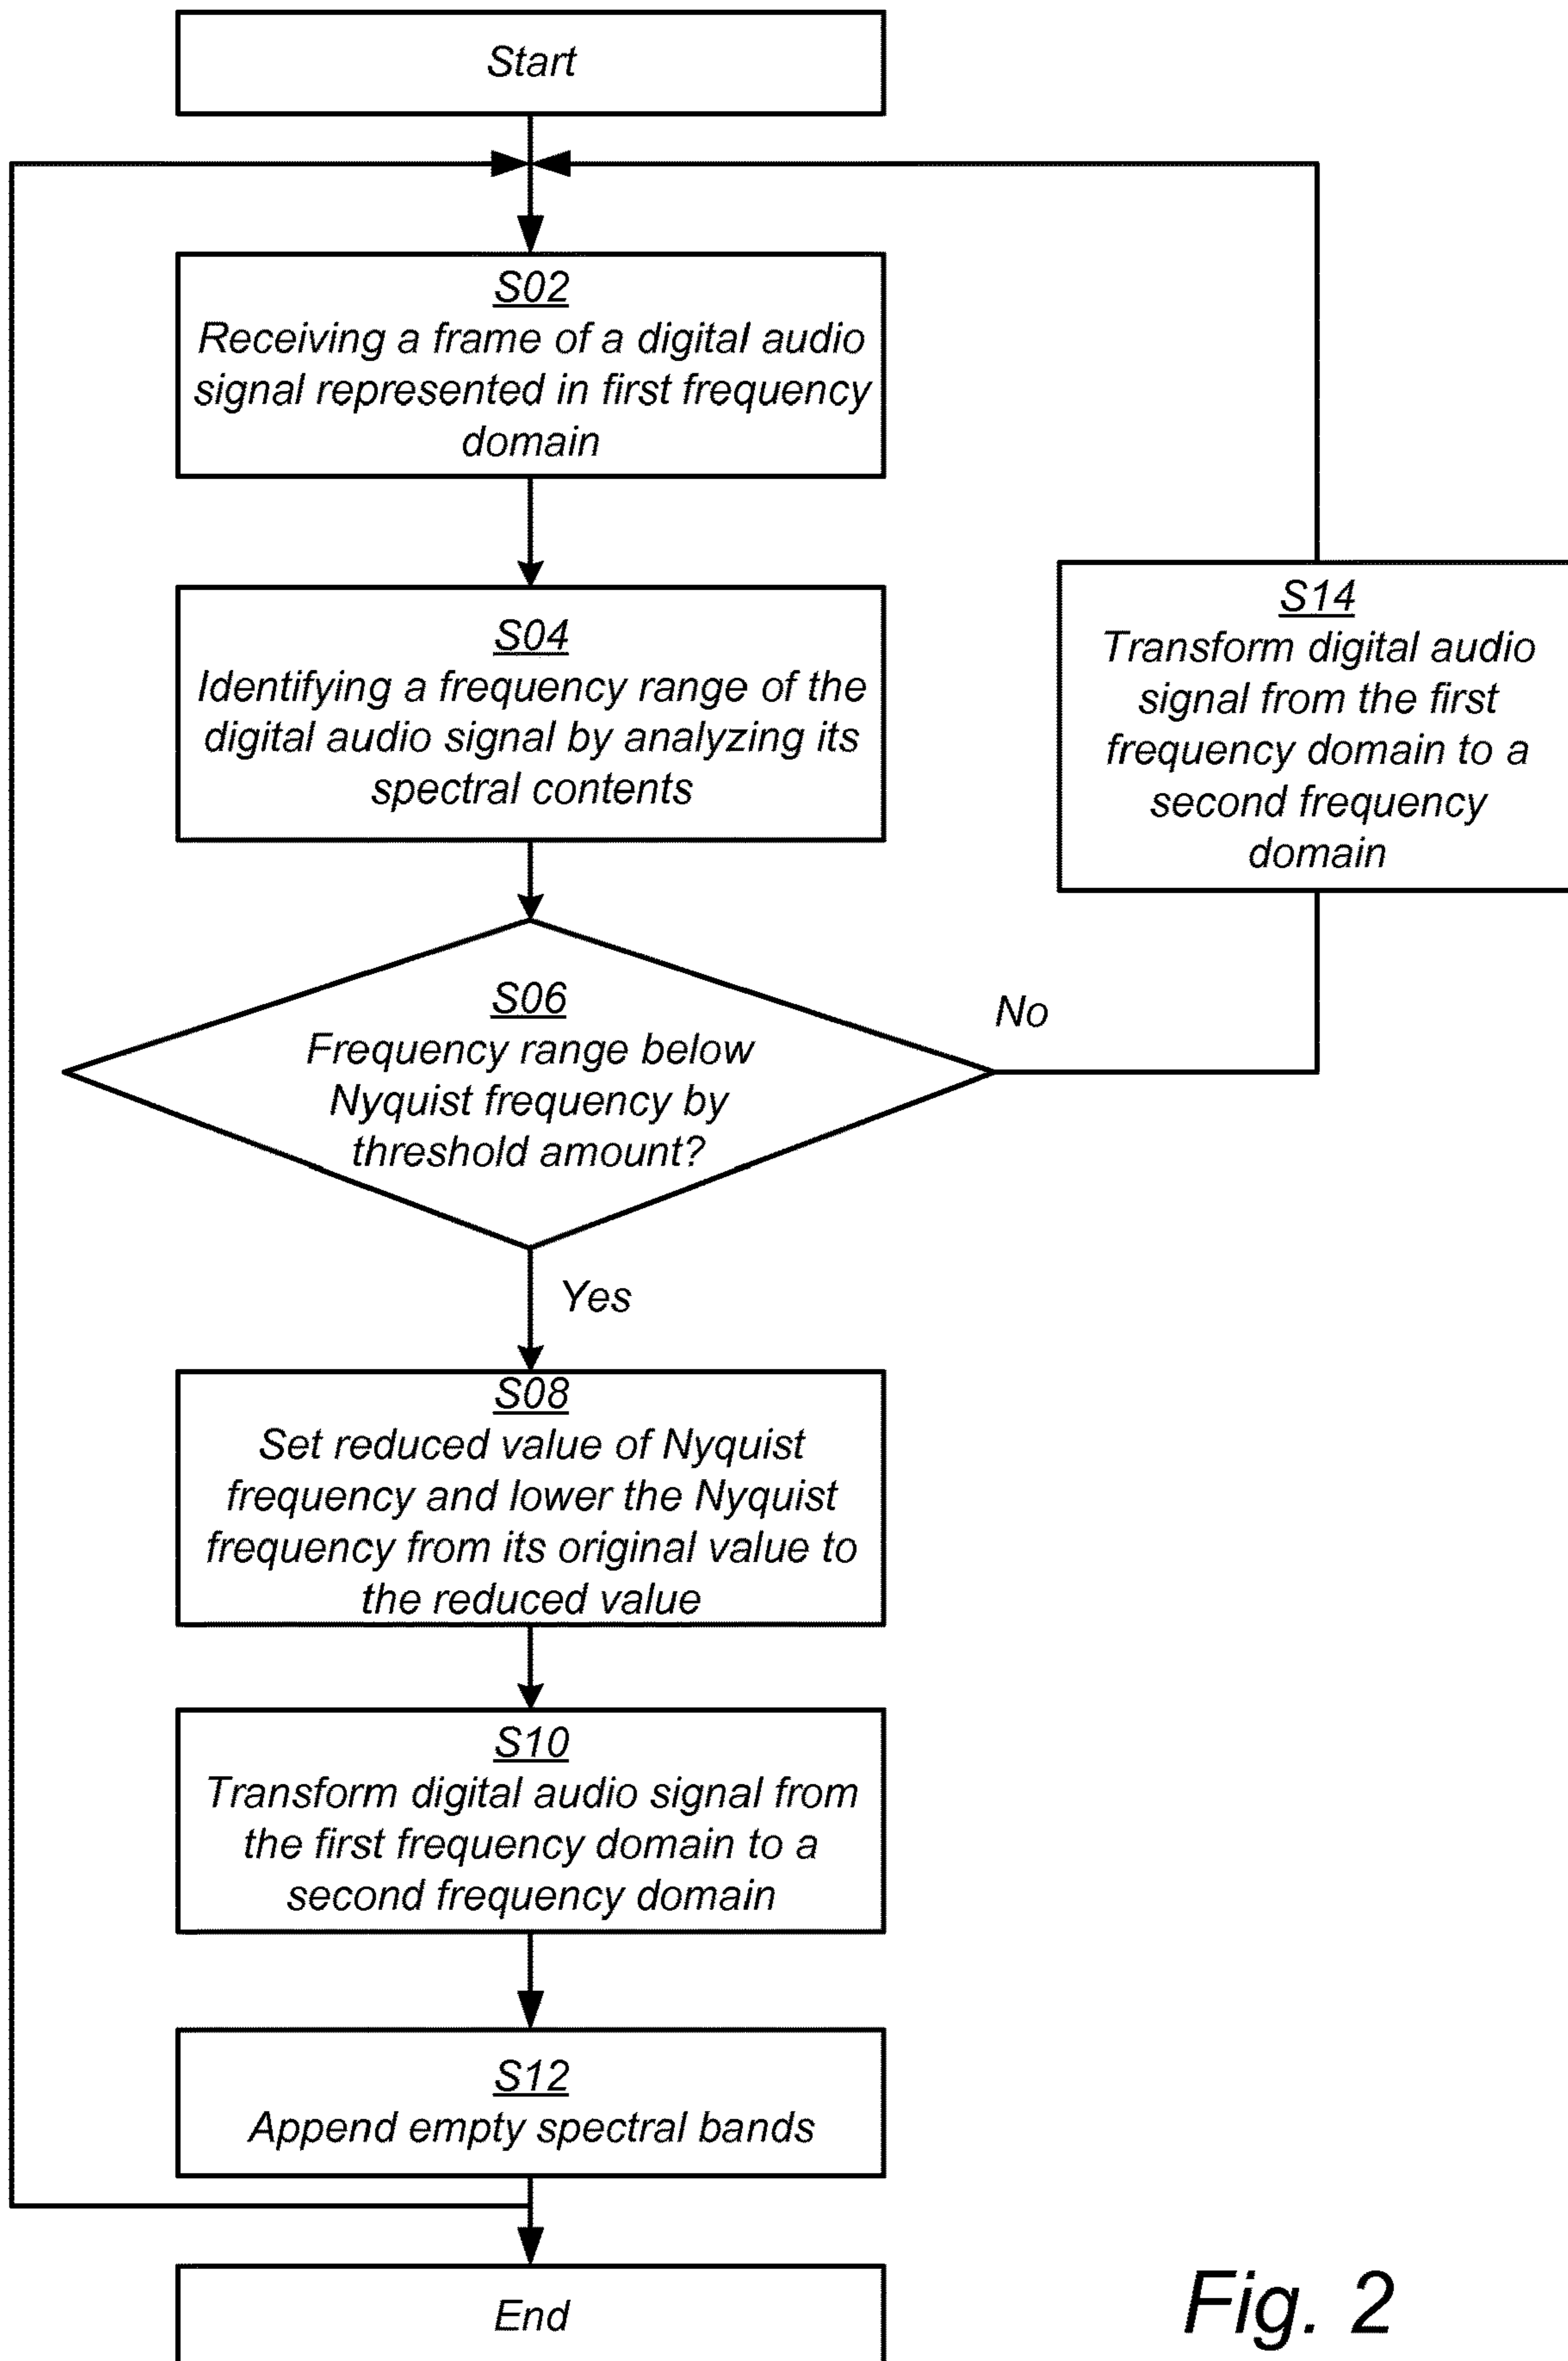 Start
S02
Receiving a frame of a digital audio
signal represented in first frequency
domain
S04
Identifying a frequency range of the
digital audio signal by analyzing its
spectral contents
S14
Transform digital audio
signal from the first
frequency domain to a
second frequency
domain
S06
Frequency range below
Nyquist frequency by
threshold amount?
No
Yes
S08
Set reduced value of Nyquist
frequency and lower the Nyquist
frequency from its original value to
the reduced value
S10
Transform digital audio signal from
the first frequency domain to a
second frequency domain
S12
Append empty spectral bands
End
Fig. 2